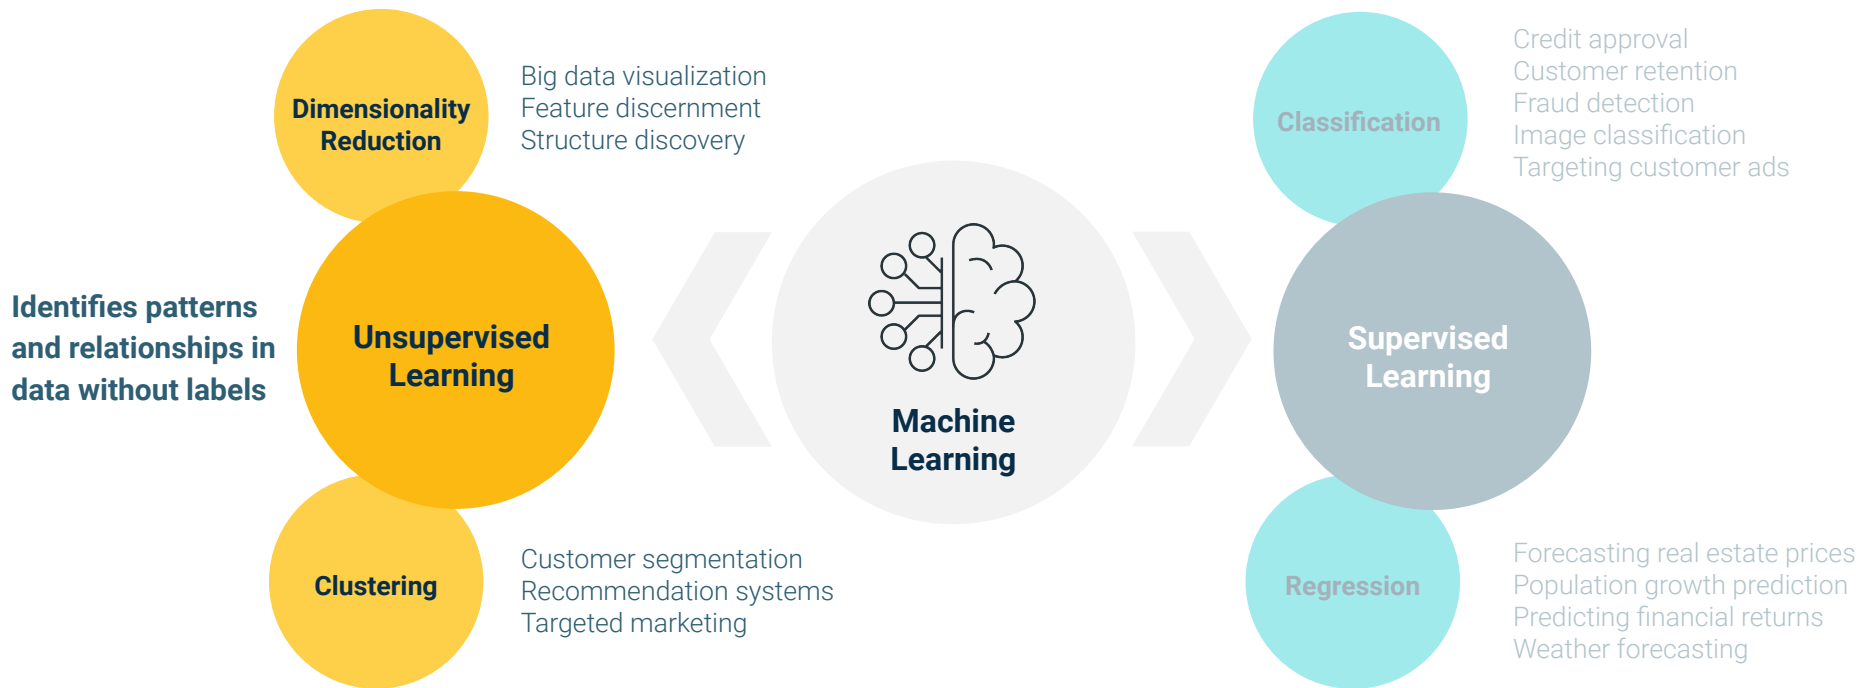 Dimensionality
Reduction
Big data visualization
Feature discernment
Structure discovery
Identifies patterns
and relationships in
data without labels
Unsupervised
Learning
Clustering
Customer segmentation
Recommendation systems
Targeted marketing
Machine
Learning
Classification
Credit approval
Customer retention
Fraud detection
Image classification
Targeting customer ads
Supervised
Learning
Regression
Forecasting real estate prices
Population growth prediction
Predicting financial returns
Weather forecasting